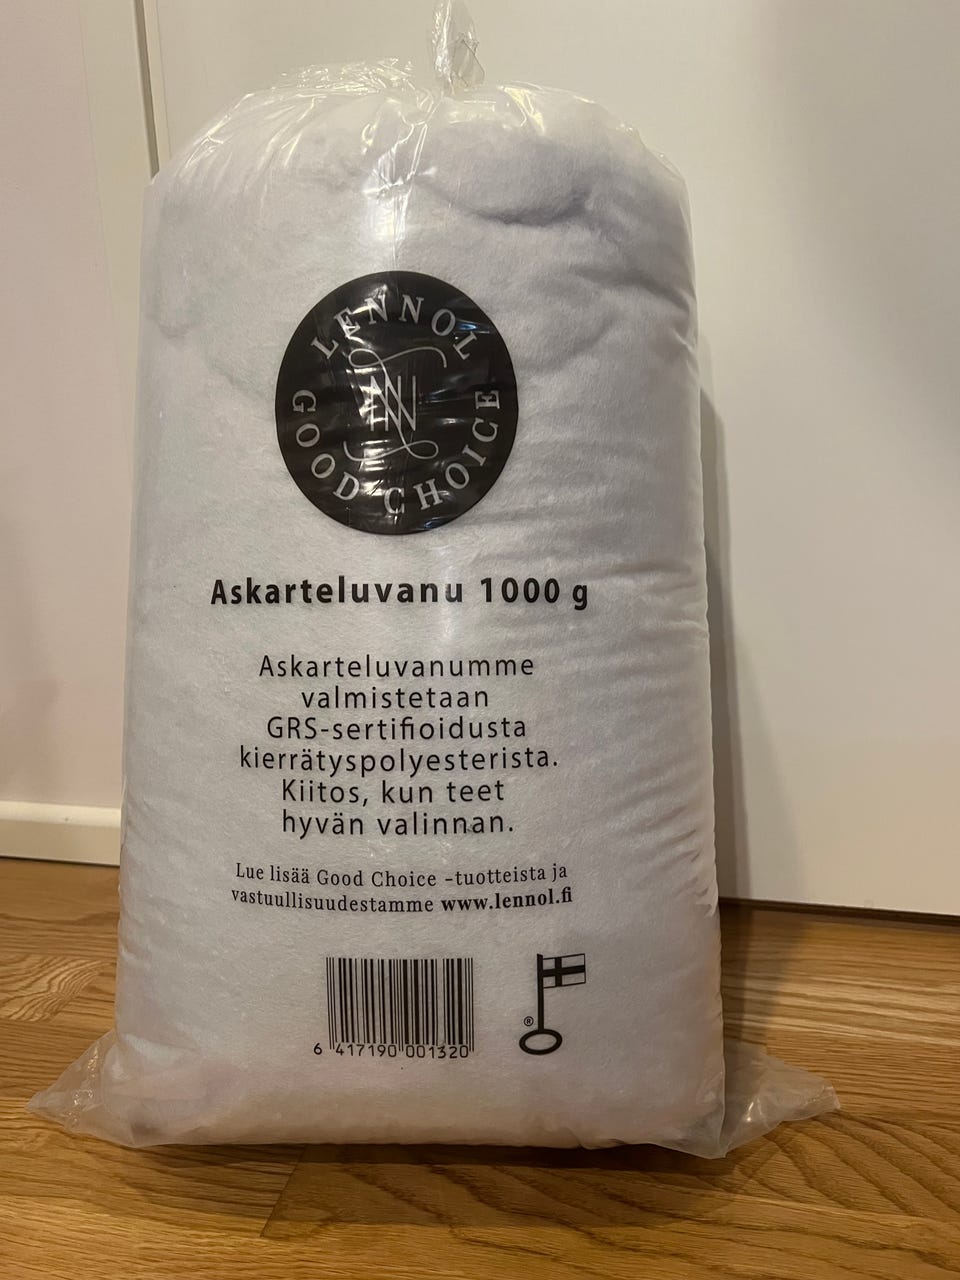 LENNOL
GOOD CHOICE
Askarteluvanu 1000 g
Askarteluvanumme
valmistetaan
GRS-sertifioidusta
kierrätyspolyesterista.
Kiitos, kun teet
hyvän valinnan.
Lue lisää Good Choice -tuotteista ja
vastuullisuudestamme www.lennol.fi
6 417190 001320
®